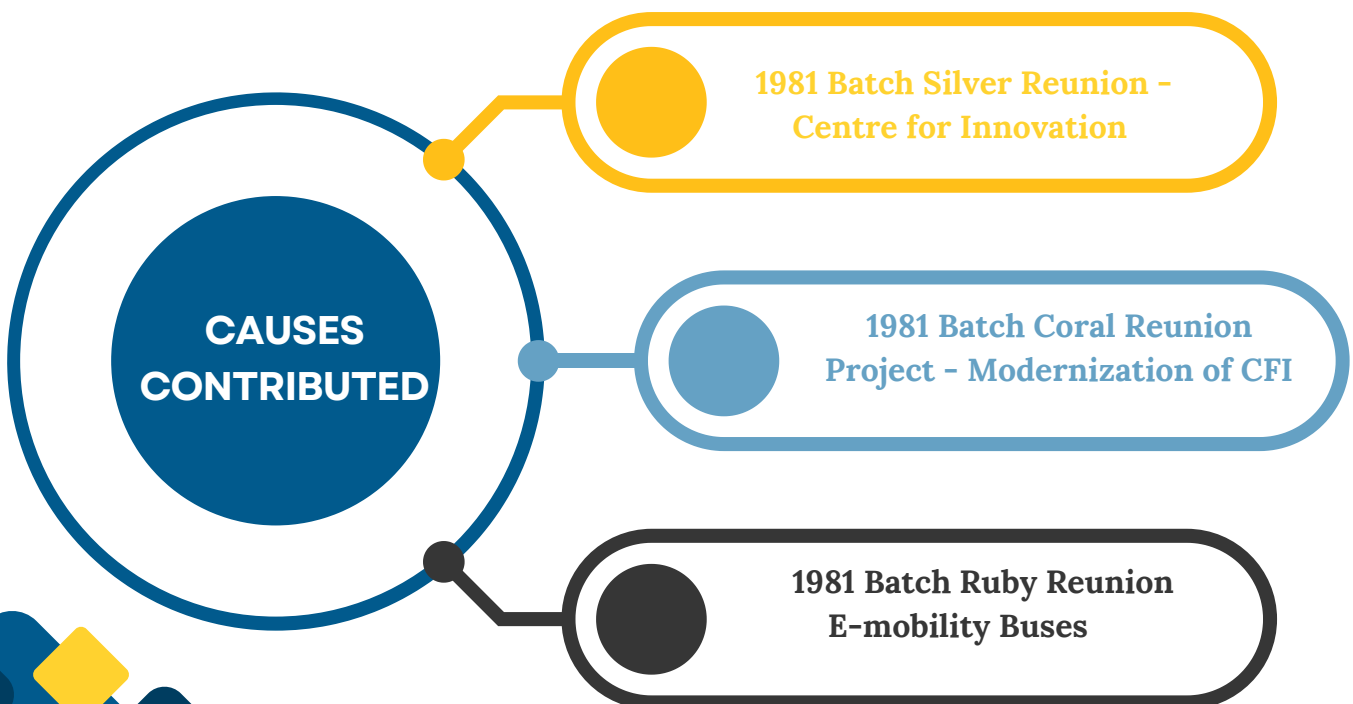 CAUSES
CONTRIBUTED
1981 Batch Silver Reunion -
Centre for Innovation
1981 Batch Coral Reunion
Project - Modernization of CFI
1981 Batch Ruby Reunion
E-mobility Buses